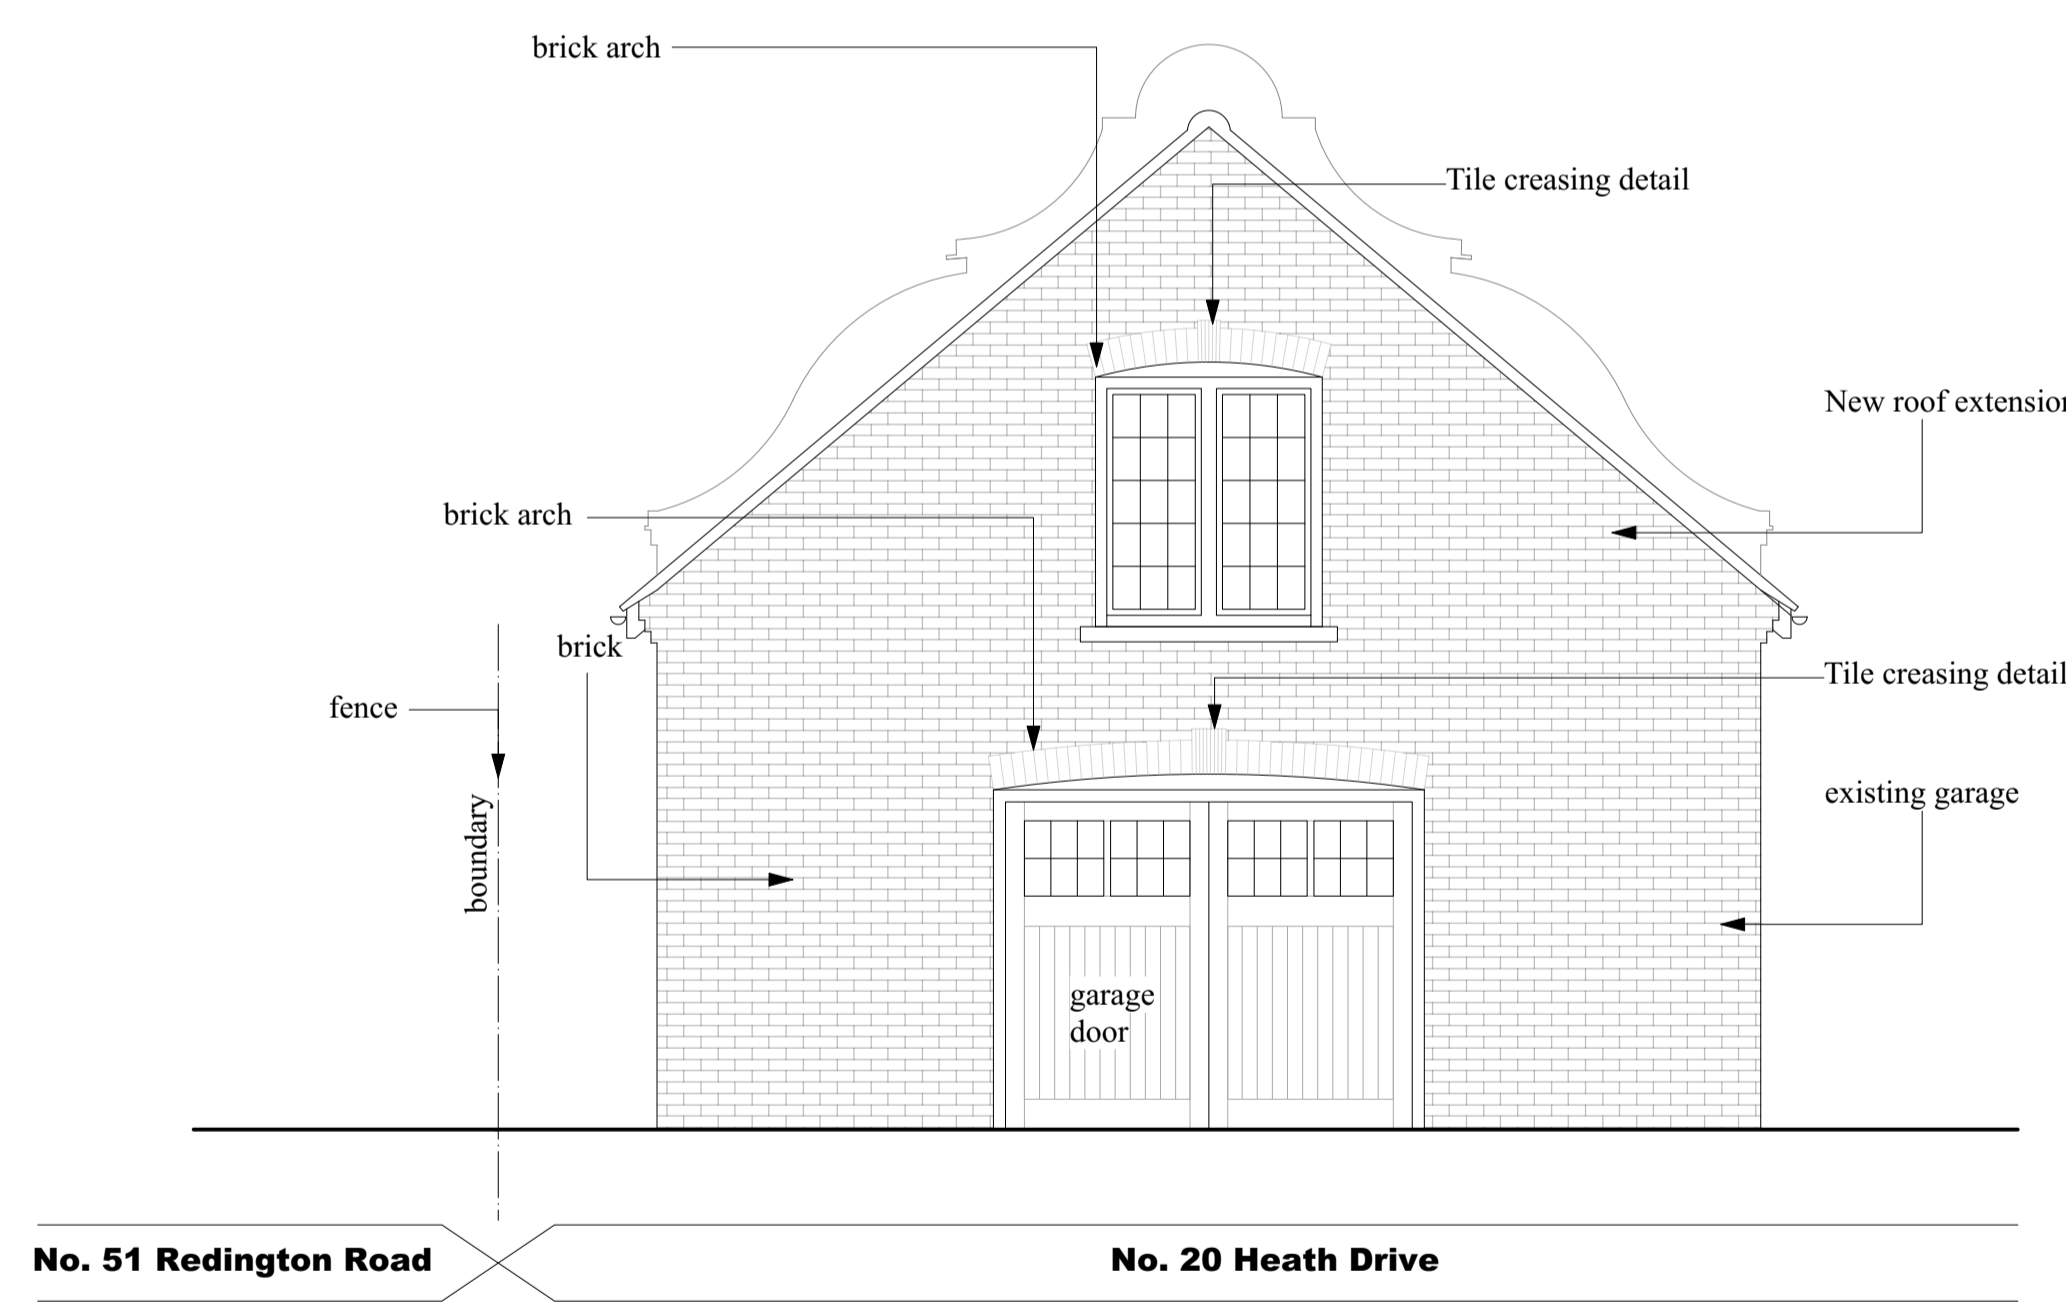 brick arch
Tile creasing detail
New roof extension
brick arch
brick
Tile creasing detail
fence
existing garage
boundary
garage
door
No. 51 Redington Road
No. 20 Heath Drive